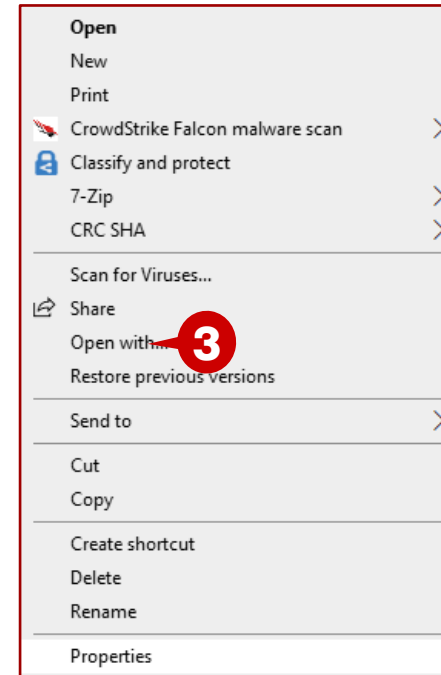 Open
New
Print
CrowdStrike Falcon malware scan
Classify and protect
7-Zip
CRC SHA
Scan for Viruses...
Share
Open with...
3
Restore previous versions
Send to
Cut
Copy
Create shortcut
Delete
Rename
Properties